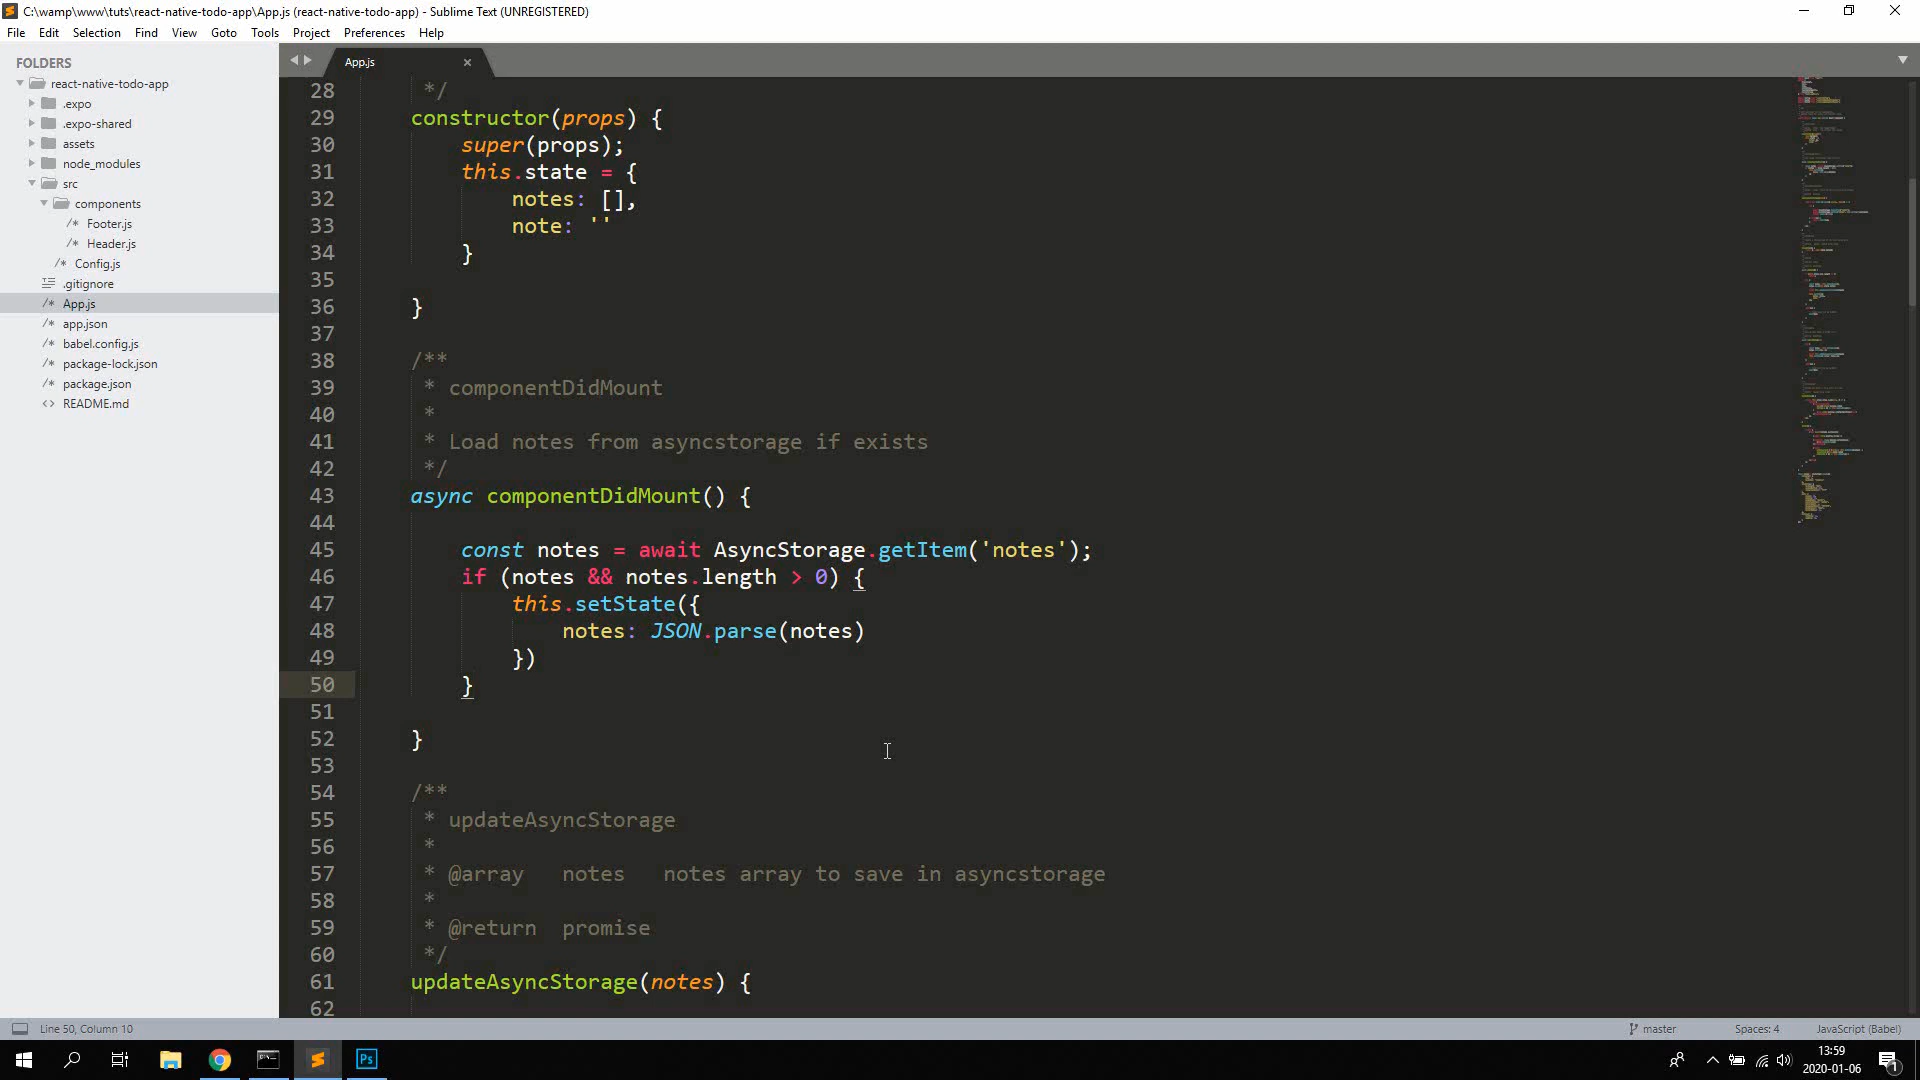 C:\wamp\www\tuts\react-native-todo-app\App.js (react-native-todo-app) - Sublime Text (UNREGISTERED)
File Edit Selection Find View Goto Tools Project Preferences Help
FOLDERS
react-native-todo-app
.expo
.expo-shared
assets
node_modules
src
components
/* Footer.js
/* Header.js
/* Config.js
.gitignore
/* App.js
/* app.json
/* babel.config.js
/* package-lock.json
/* package.json
<> README.md
App.js ×
28 */
29 constructor(props) {
30 super(props);
31 this.state = {
32 notes: [],
33 note: ''
34 }
35
36 }
37
38 /**
39 * componentDidMount
40 *
41 * Load notes from asyncstorage if exists
42 */
43 async componentDidMount() {
44
45 const notes = await AsyncStorage.getItem('notes');
46 if (notes && notes.length > 0) {
47 this.setState({
48 notes: JSON.parse(notes)
49 })
50 }
51
52 }
53
54 /**
55 * updateAsyncStorage
56 *
57 * @array notes notes array to save in asyncstorage
58 *
59 * @return promise
60 */
61 updateAsyncStorage(notes) {
62
Line 50, Column 10
master
Spaces: 4
JavaScript (Babel)
Ps
13:59
2020-01-06
1